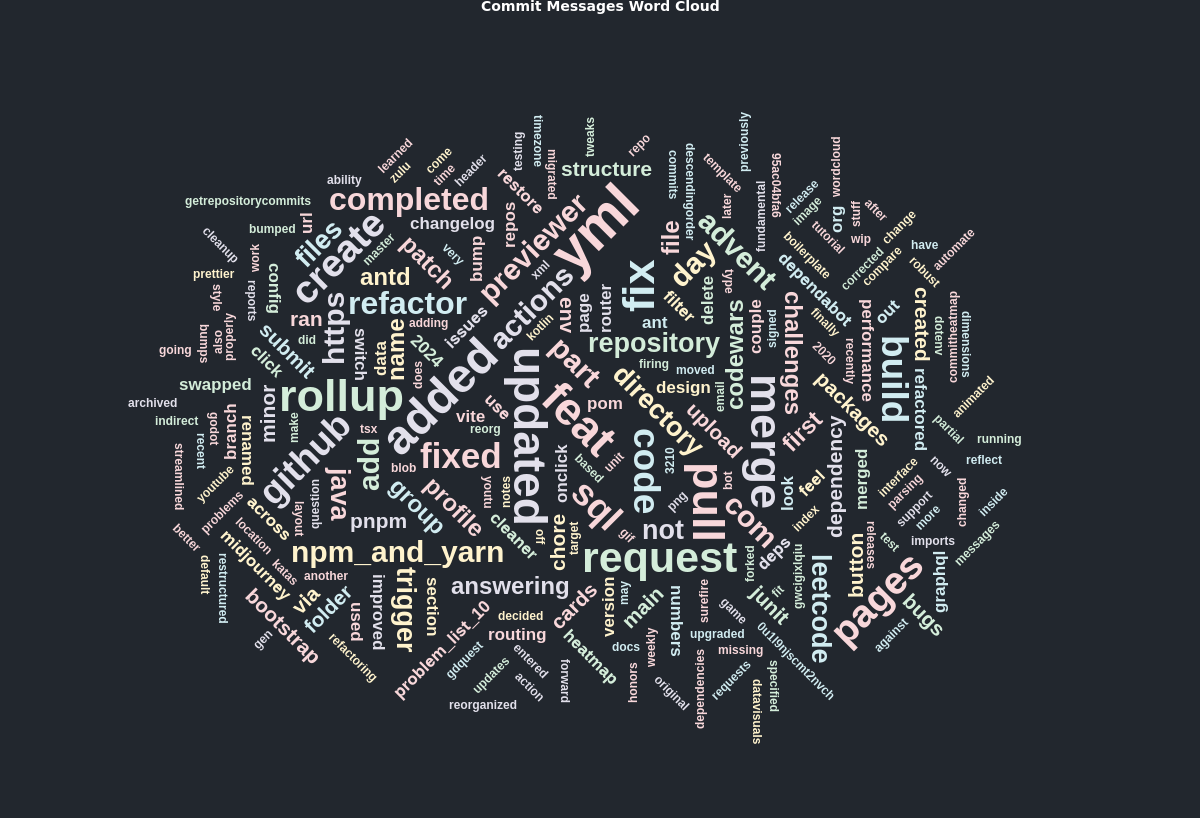 Commit Messages Word Cloud
previously
timezone
tweaks
testing
repo
wordcloud
learned
come
zulu
time
header
migrated
structure
commits
descendingorder
template
9afc04b956
ability
restore
release
image
getrepositorycommits
completed
later
fundamental
org
stuff
after
url
changelog
repos
previewer
yml
file
advent
tutorial
wip
change
bumped
cleanup
files
create
master
patch
very
bump
xml
day
boilerplate
dependabot
corrected
compare
have
robust
automate
work
prettier
config
antd
actions
fix
type
filter
delete
style
reports
refactor
issues
kotlin
vue
page
router
ant
codewars
couple
signed
challenges
finally
performance
out
created
dotenv
commitheatmap
dimensions
splunq
also
properly
going
submit
ran
did
https
switch
data
name
adding
2024
added
part
repository
2020
recently
build
click
does
firing
moved
swapped
rollup
updated
feat
directory
design
email
merge
packages
refactored
animated
archived
minor
make
vite
use
pom
upload
first
indirect
godot
branch
renamed
github
tsx
reorg
partial
running
recent
streamlined
add
blob
fixed
onclick
based
unit
code
3210
pull
bot
look
feel
dependency
merged
interface
now
reflect
youtube
java
question
layout
group
profile
yours
notes
sql
png
com
index
parsing
support
more
changed
inside
problems
across
location
pnpm
cleaner
off
chore
target
gif
not
deps
test
releases
imports
messages
better
midjourney
katas
npm_and_yarn
request
forked
gwcigixgiqhi
leetcode
button
graphql
default
restructured
another
trigger
answering
via
folder
improved
section
cards
version
may
main
numbers
surefire
junit
fit
pages
bugs
bootstrap
used
problem_list_10
decided
game
gen
refactoring
routing
heatmap
docs
weekly
upgraded
missing
0u1l9njscmt2nvch
against
gdquest
updates
entered
action
forward
honors
original
dependencies
requests
specified
datavisuals
reorganized